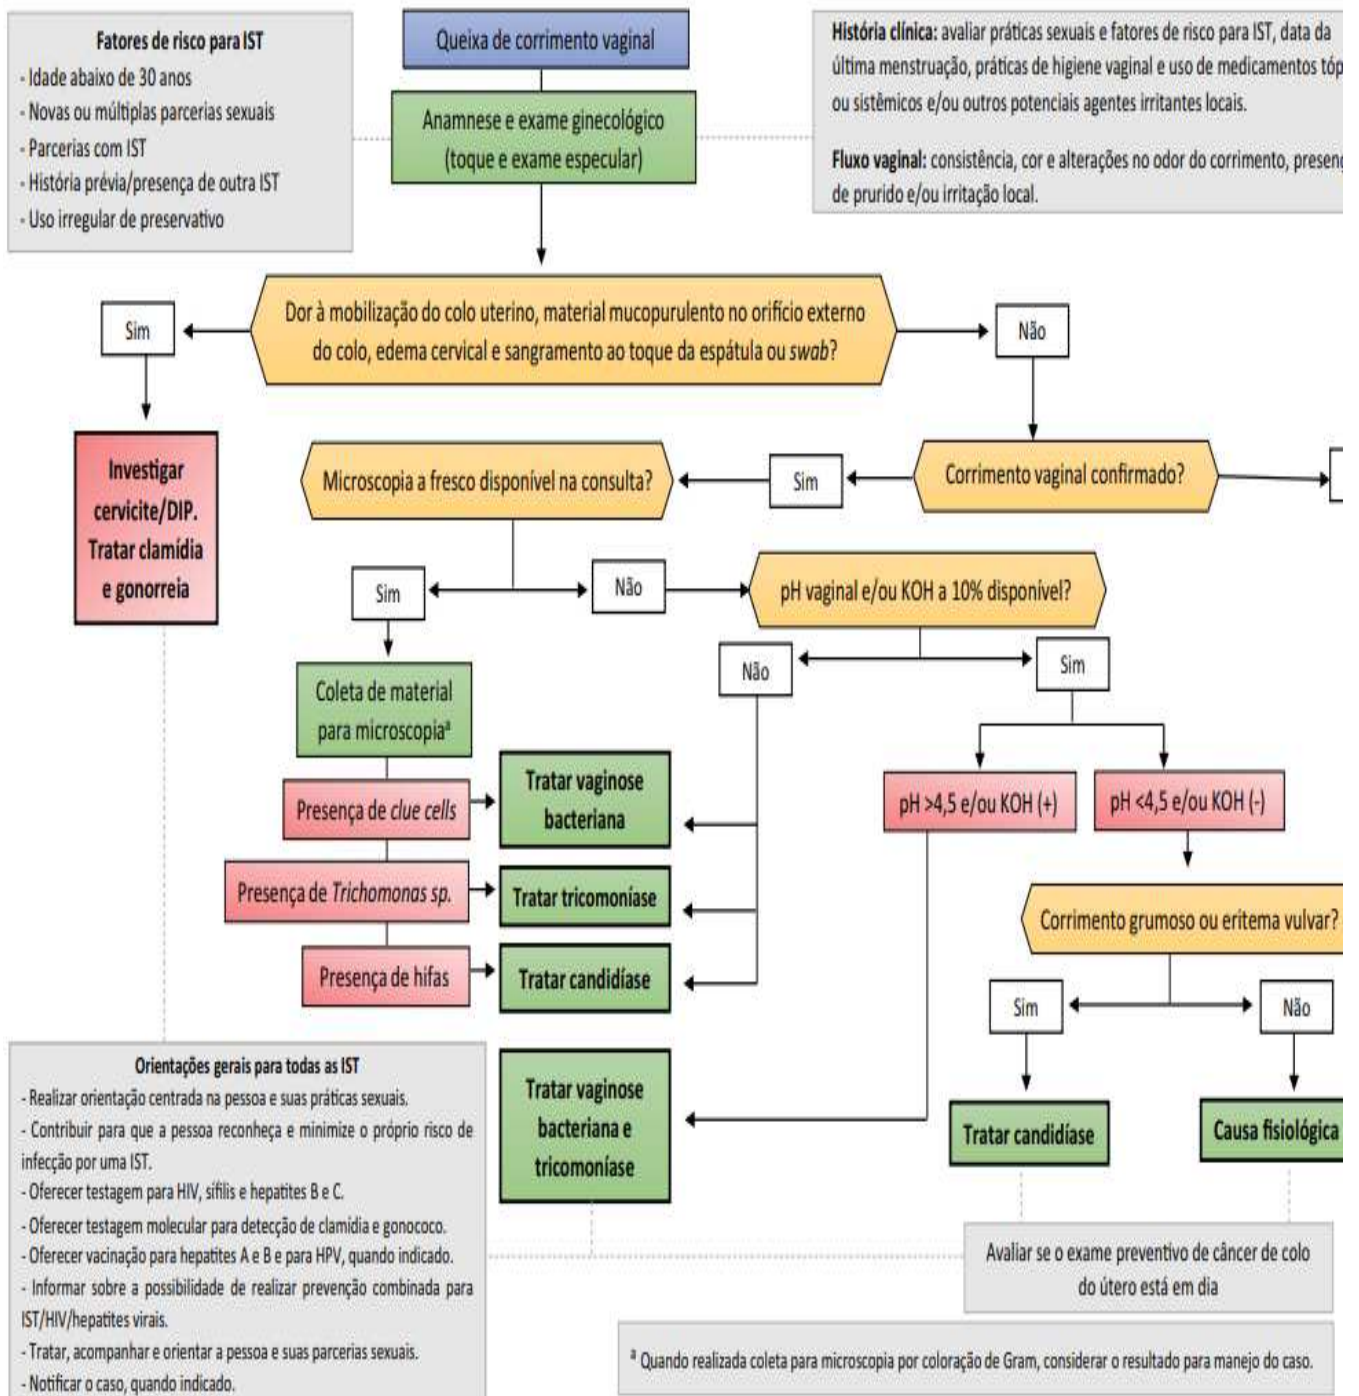 Fatores de risco para IST
- Idade abaixo de 30 anos
- Novas ou múltiplas parcerias sexuais
- Parcerias com IST
- História prévia/presença de outra IST
- Uso irregular de preservativo
Queixa de corrimento vaginal
Anamnese e exame ginecológico
(toque e exame especular)
História clínica: avaliar práticas sexuais e fatores de risco para IST, data da
última menstruação, práticas de higiene vaginal e uso de medicamentos
ou sistêmicos e/ou outros potenciais agentes irritantes locais.
Fluxo vaginal: consistência, cor e alterações no odor do corrimento,
de prurido e/ou irritação local.
Dor à mobilização do colo uterino, material mucopurulento no orifício externo
do colo, edema cervical e sangramento ao toque da espátula ou swab?
Sim
Não
Investigar
cervicite/DIP.
Tratar clamídia
e gonorreia
Corrimento vaginal confirmado?
Sim
Microscopia a fresco disponível na consulta?
Sim
Não
pH vaginal e/ou KOH a 10% disponível?
Não
Sim
Coleta de material
para microscopiaª
Presença de clue cells
Tratar vaginose
bacteriana
Presença de Trichomonas sp.
Tratar tricomoníase
Presença de hifas
Tratar candidíase
pH >4,5 e/ou KOH (+)
pH <4,5 e/ou KOH (-)
Corrimento grumoso ou eritema vulvar?
Sim
Não
Tratar vaginose
bacteriana e
tricomoníase
Tratar candidíase
Causa fisiológica
Orientações gerais para todas as IST
- Realizar orientação centrada na pessoa e suas práticas sexuais.
- Contribuir para que a pessoa reconheça e minimize o próprio risco de
infecção por uma IST.
- Oferecer testagem para HIV, sífilis e hepatites B e C.
- Oferecer testagem molecular para detecção de clamídia e gonococo.
- Oferecer vacinação para hepatites A e B e para HPV, quando indicado.
- Informar sobre a possibilidade de realizar prevenção combinada para
IST/HIV/hepatites virais.
- Tratar, acompanhar e orientar a pessoa e suas parcerias sexuais.
- Notificar o caso, quando indicado.
Avaliar se o exame preventivo de câncer de colo
do útero está em dia
ª Quando realizada coleta para microscopia por coloração de Gram, considerar o resultado para manejo do caso.